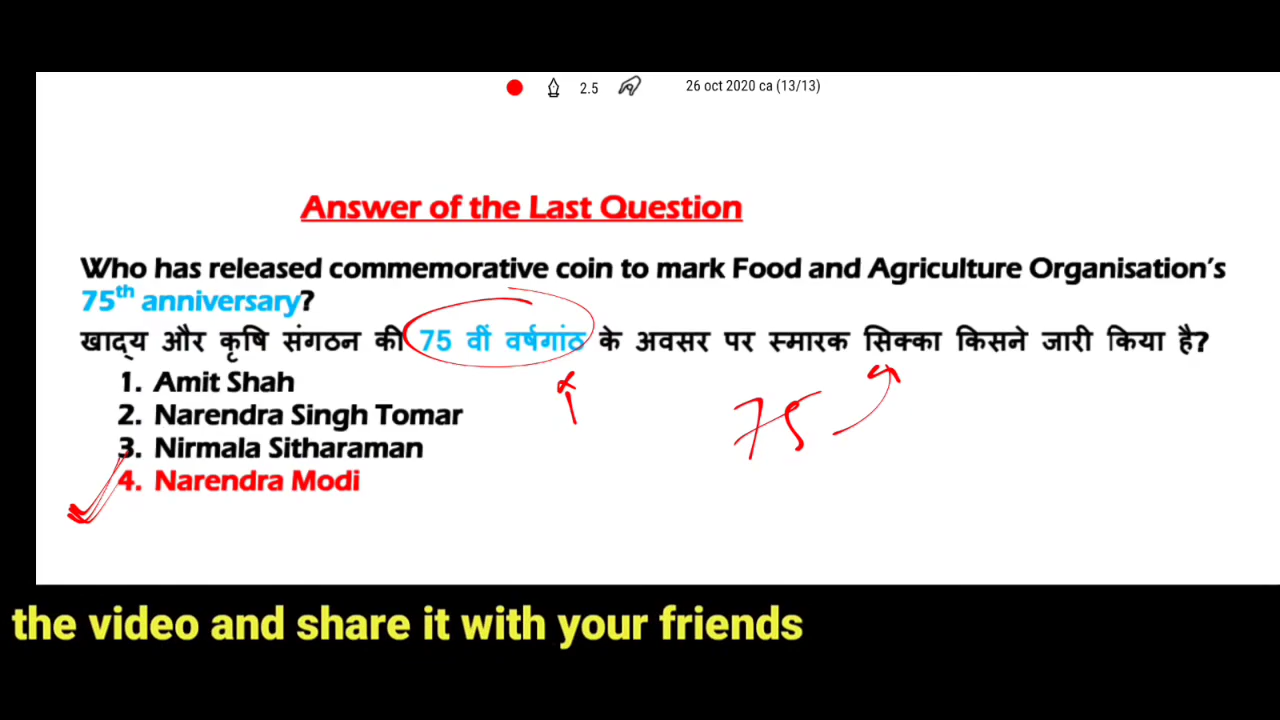 2.5 26 oct 2020 ca (13/13)
Answer of the Last Question
Who has released commemorative coin to mark Food and Agriculture Organisation's
75th anniversary?
खाद्य और कृषि संगठन की 75 वीं वर्षगांठ के अवसर पर स्मारक सिक्का किसने जारी किया है?
1. Amit Shah
75
2. Narendra Singh Tomar
3. Nirmala Sitharaman
4. Narendra Modi
the video and share it with your friends